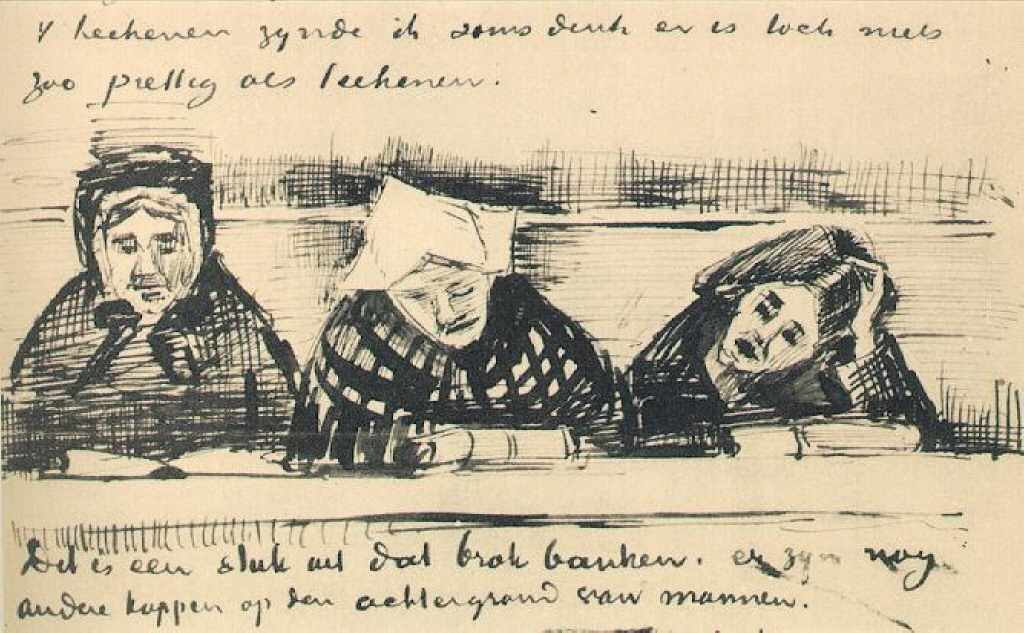 't teekenen zynde ik soms denk er is toch niets
zoo prettig als teekenen.
Dit is een stuk uit dat brok banken. er zyn nog
andere koppen op den achtergrond van mannen.